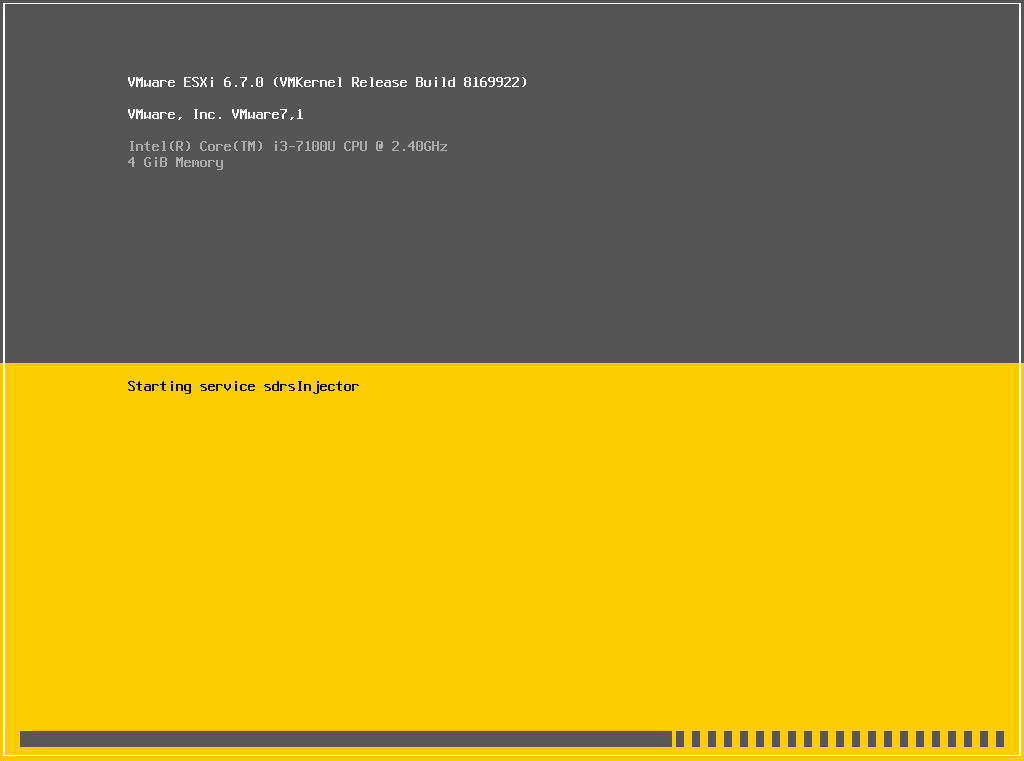 VMware ESXi 6.7.0 (VMKernel Release Build 8169922)
VMware, Inc. VMware7,1
Intel(R) Core(TM) i3-7100U CPU @ 2.40GHz
4 GiB Memory
Starting service sdrsInjector